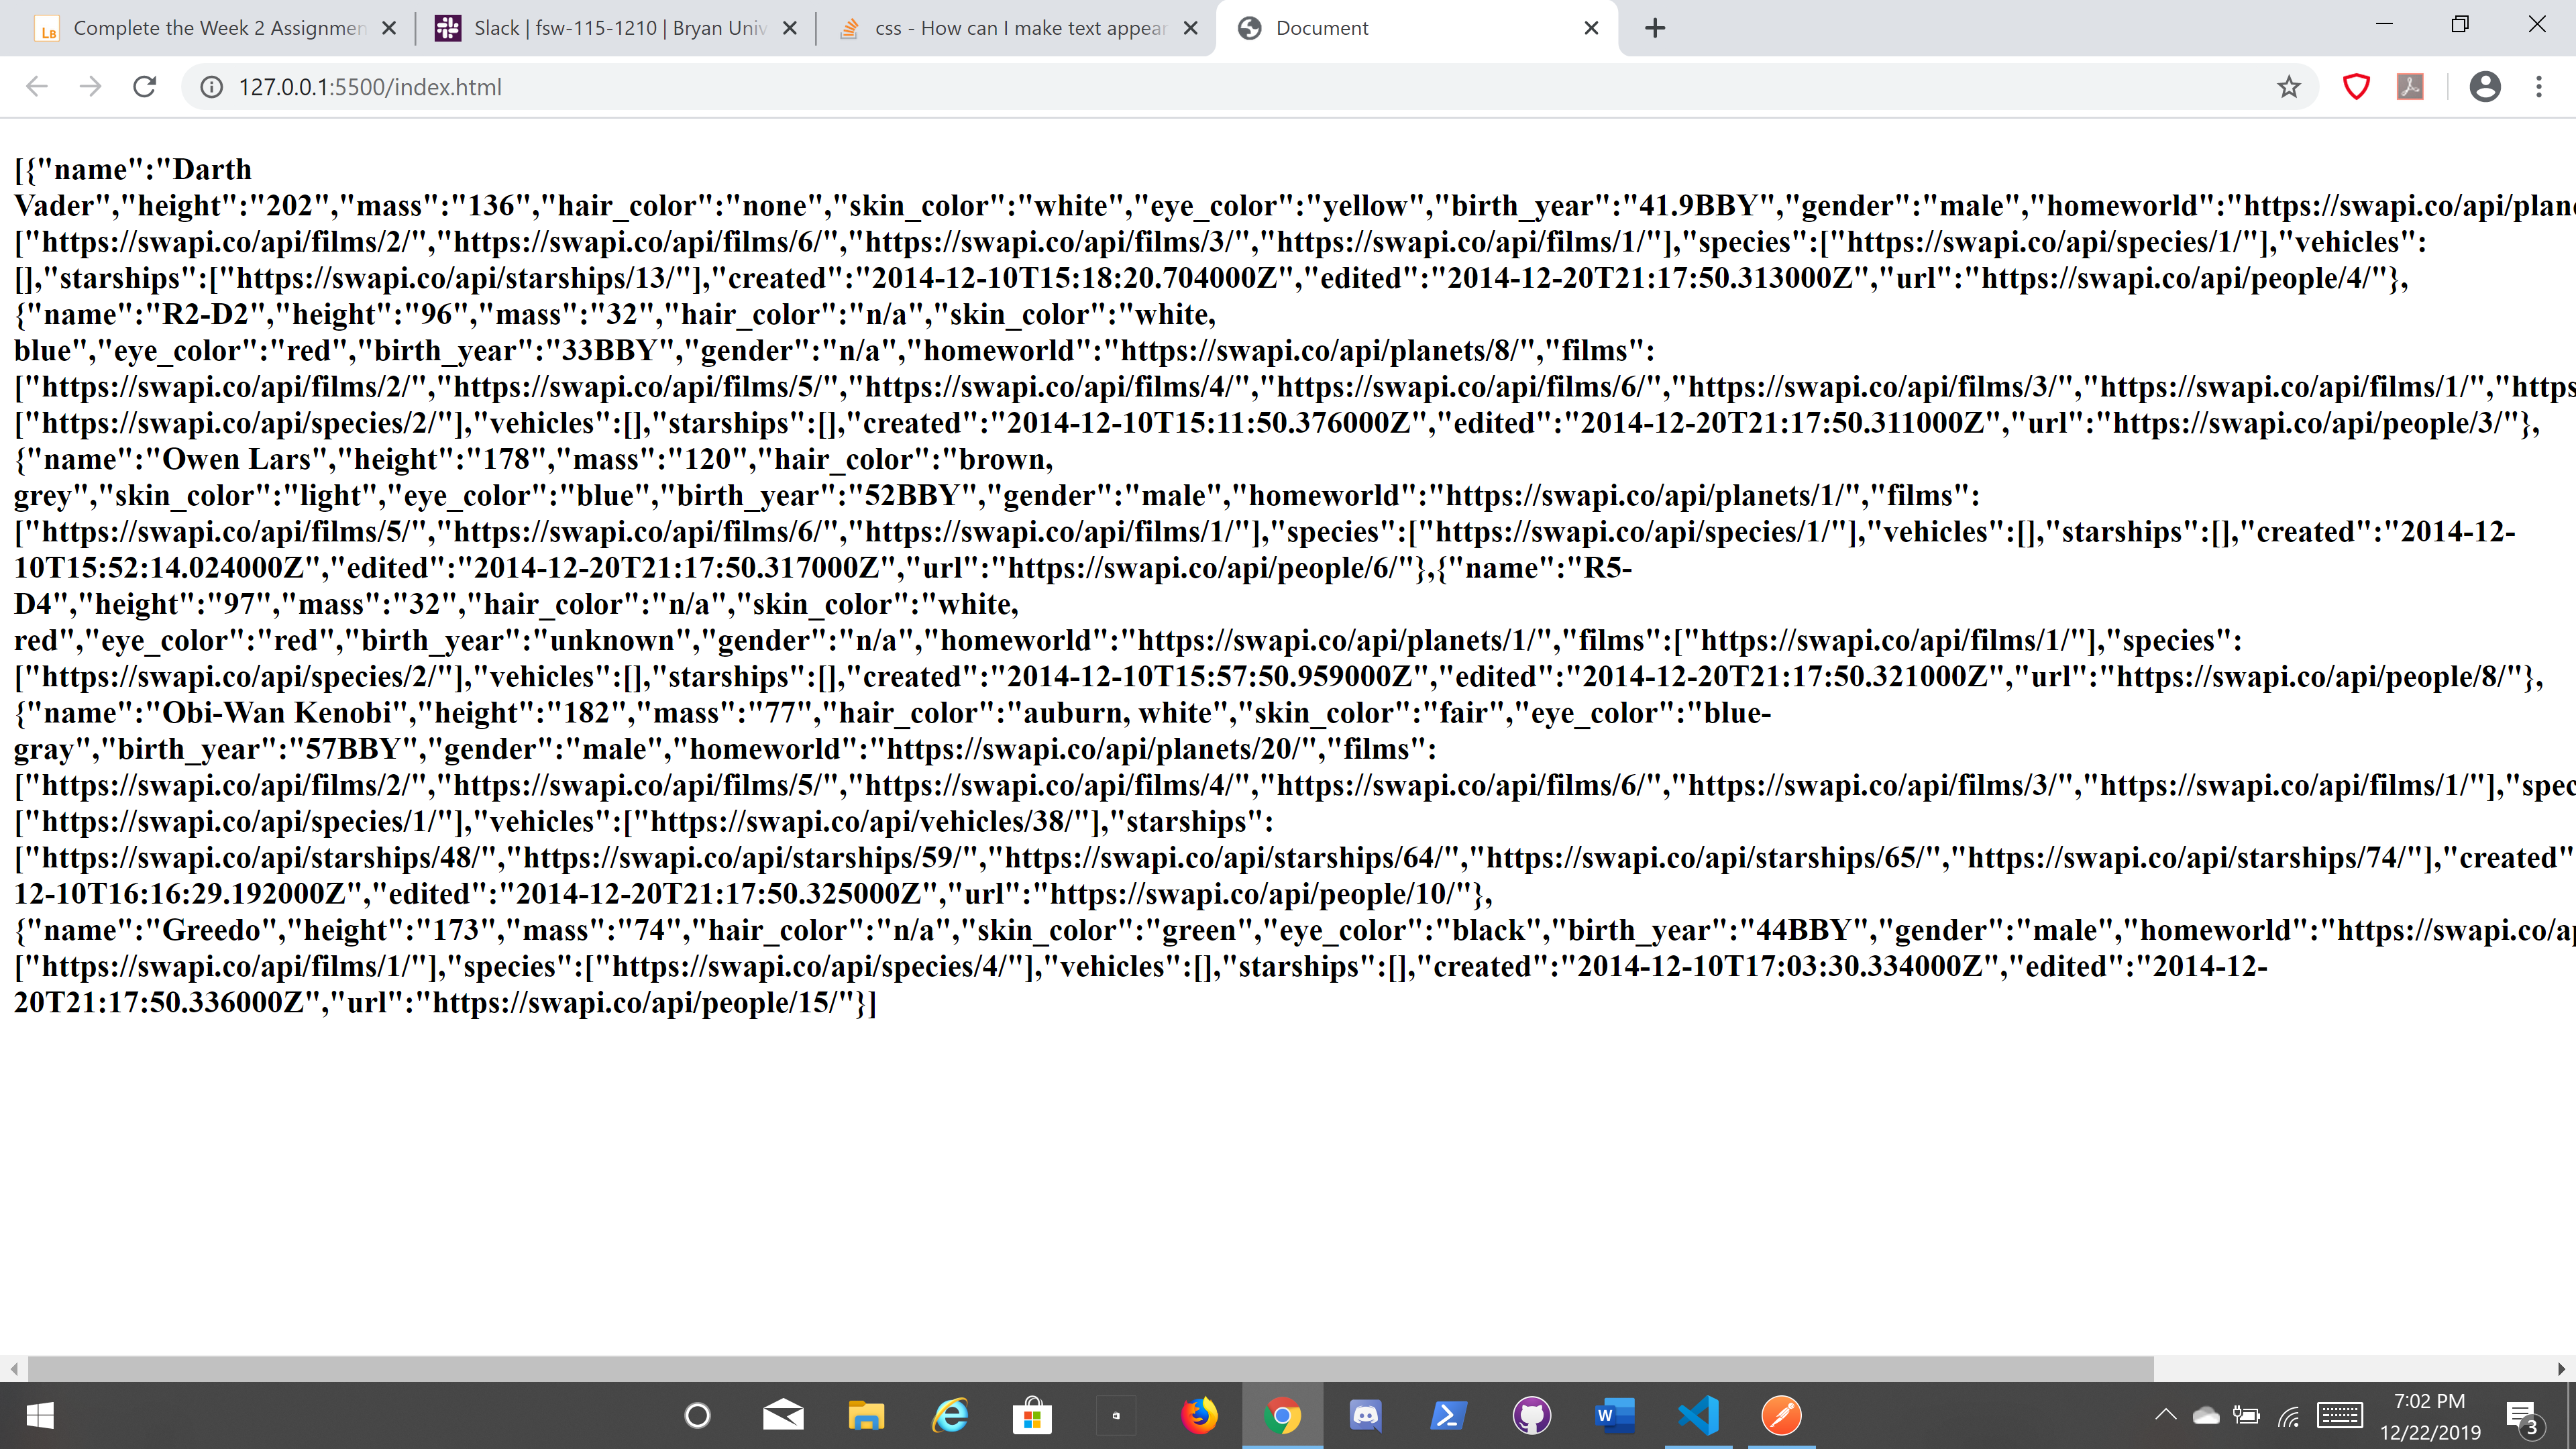 Complete the Week 2 Assignmen
Slack | fsw-115-1210 | Bryan Univ
css - How can I make text appear
Document
127.0.0.1:5500/index.html
[{"name":"Darth
Vader","height":"202","mass":"136","hair_color":"none","skin_color":"white","eye_color":"yellow","birth_year":"41.9BBY","gender":"male","homeworld":"https://swapi.co/api/plan
["https://swapi.co/api/films/2/","https://swapi.co/api/films/6/","https://swapi.co/api/films/3/","https://swapi.co/api/films/1/"],"species":["https://swapi.co/api/species/1/"],"vehicles":
[],"starships":["https://swapi.co/api/starships/13/"],"created":"2014-12-10T15:18:20.704000Z","edited":"2014-12-20T21:17:50.313000Z","url":"https://swapi.co/api/people/4/"},
{"name":"R2-D2","height":"96","mass":"32","hair_color":"n/a","skin_color":"white,
blue","eye_color":"red","birth_year":"33BBY","gender":"n/a","homeworld":"https://swapi.co/api/planets/8/","films":
["https://swapi.co/api/films/2/","https://swapi.co/api/films/5/","https://swapi.co/api/films/4/","https://swapi.co/api/films/6/","https://swapi.co/api/films/3/","https://swapi.co/api/films/1/","https
["https://swapi.co/api/species/2/"],"vehicles":[],"starships":[],"created":"2014-12-10T15:11:50.376000Z","edited":"2014-12-20T21:17:50.311000Z","url":"https://swapi.co/api/people/3/"},
{"name":"Owen Lars","height":"178","mass":"120","hair_color":"brown,
grey","skin_color":"light","eye_color":"blue","birth_year":"52BBY","gender":"male","homeworld":"https://swapi.co/api/planets/1/","films":
["https://swapi.co/api/films/5/","https://swapi.co/api/films/6/","https://swapi.co/api/films/1/"],"species":["https://swapi.co/api/species/1/"],"vehicles":[],"starships":[],"created":"2014-12-
10T15:52:14.024000Z","edited":"2014-12-20T21:17:50.317000Z","url":"https://swapi.co/api/people/6/"},{"name":"R5-
D4","height":"97","mass":"32","hair_color":"n/a","skin_color":"white,
red","eye_color":"red","birth_year":"unknown","gender":"n/a","homeworld":"https://swapi.co/api/planets/1/","films":["https://swapi.co/api/films/1/"],"species":
["https://swapi.co/api/species/2/"],"vehicles":[],"starships":[],"created":"2014-12-10T15:57:50.959000Z","edited":"2014-12-20T21:17:50.321000Z","url":"https://swapi.co/api/people/8/"},
{"name":"Obi-Wan Kenobi","height":"182","mass":"77","hair_color":"auburn, white","skin_color":"fair","eye_color":"blue-
gray","birth_year":"57BBY","gender":"male","homeworld":"https://swapi.co/api/planets/20/","films":
["https://swapi.co/api/films/2/","https://swapi.co/api/films/5/","https://swapi.co/api/films/4/","https://swapi.co/api/films/6/","https://swapi.co/api/films/3/","https://swapi.co/api/films/1/"],"spec
["https://swapi.co/api/species/1/"],"vehicles":["https://swapi.co/api/vehicles/38/"],"starships":
["https://swapi.co/api/starships/48/","https://swapi.co/api/starships/59/","https://swapi.co/api/starships/64/","https://swapi.co/api/starships/65/","https://swapi.co/api/starships/74/"],"created"
12-10T16:16:29.192000Z","edited":"2014-12-20T21:17:50.325000Z","url":"https://swapi.co/api/people/10/"},
{"name":"Greedo","height":"173","mass":"74","hair_color":"n/a","skin_color":"green","eye_color":"black","birth_year":"44BBY","gender":"male","homeworld":"https://swapi.co/ap
["https://swapi.co/api/films/1/"],"species":["https://swapi.co/api/species/4/"],"vehicles":[],"starships":[],"created":"2014-12-10T17:03:30.334000Z","edited":"2014-12-
20T21:17:50.336000Z","url":"https://swapi.co/api/people/15/"}]
7:02 PM
12/22/2019
3